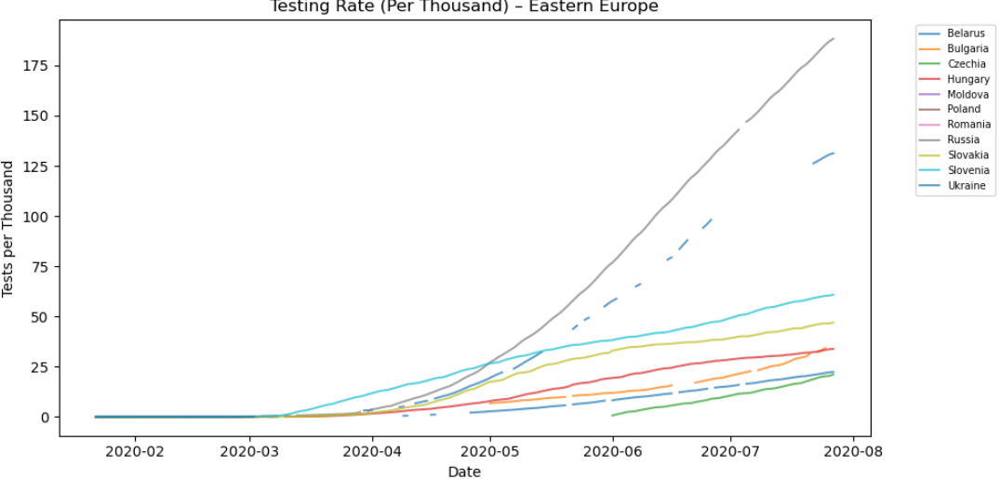 Testing Rate (Per Thousand) – Eastern Europe
Tests per Thousand
175
150
125
100
75
50
25
0
2020-02 2020-03 2020-04 2020-05 2020-06 2020-07 2020-08
Date
Belarus
Bulgaria
Czechia
Hungary
Moldova
Poland
Romania
Russia
Slovakia
Slovenia
Ukraine